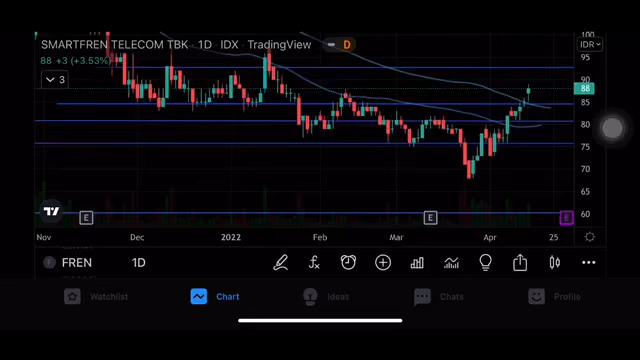 SMARTFREN TELECOM TBK · 1D · IDX · TradingView D
100
IDR
88 +3 (+3.53%)
95
3
90
88
85
80
75
70
65
60
E E E
Nov Dec 2022 Feb Mar Apr 25
F FREN 1D
Watchlist Chart Ideas Chats Profile